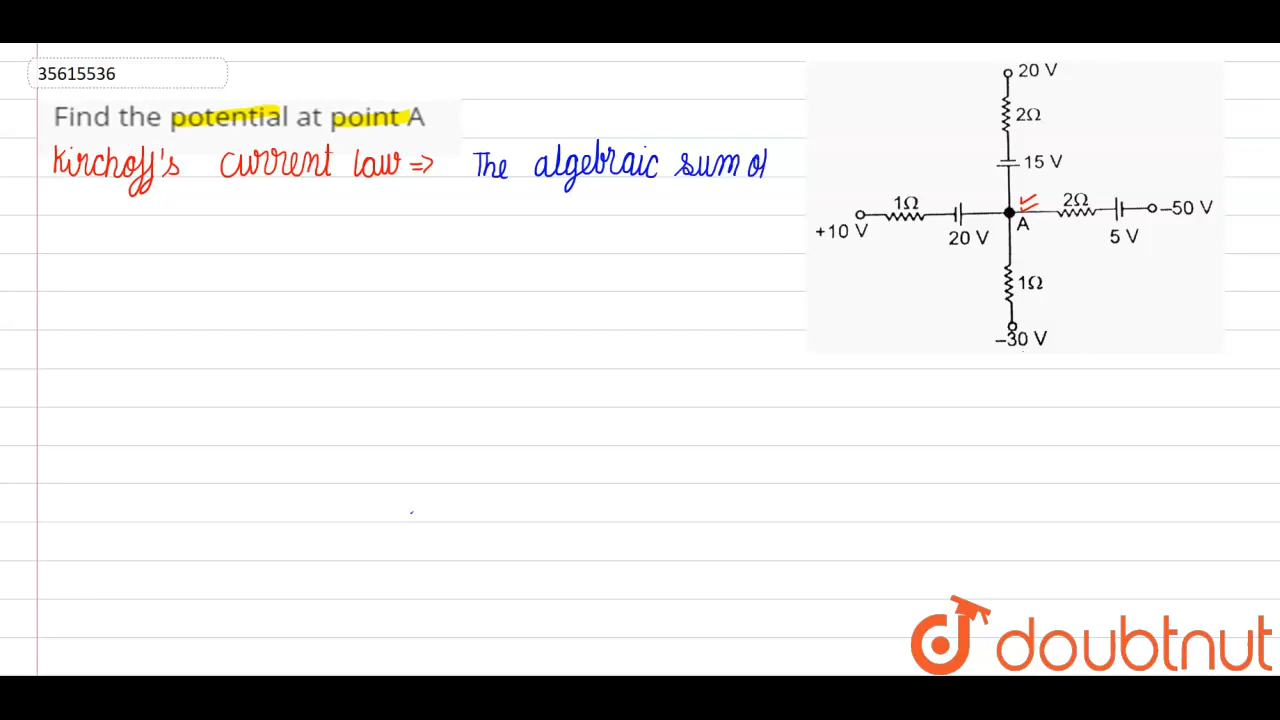 35615536
Find the potential at point A
Kirchoff's current law ⇒ The algebraic sum of
20 V
2Ω
15 V
1Ω
2Ω
+10 V
20 V
A
5 V
–50 V
1Ω
–30 V
doubtnut